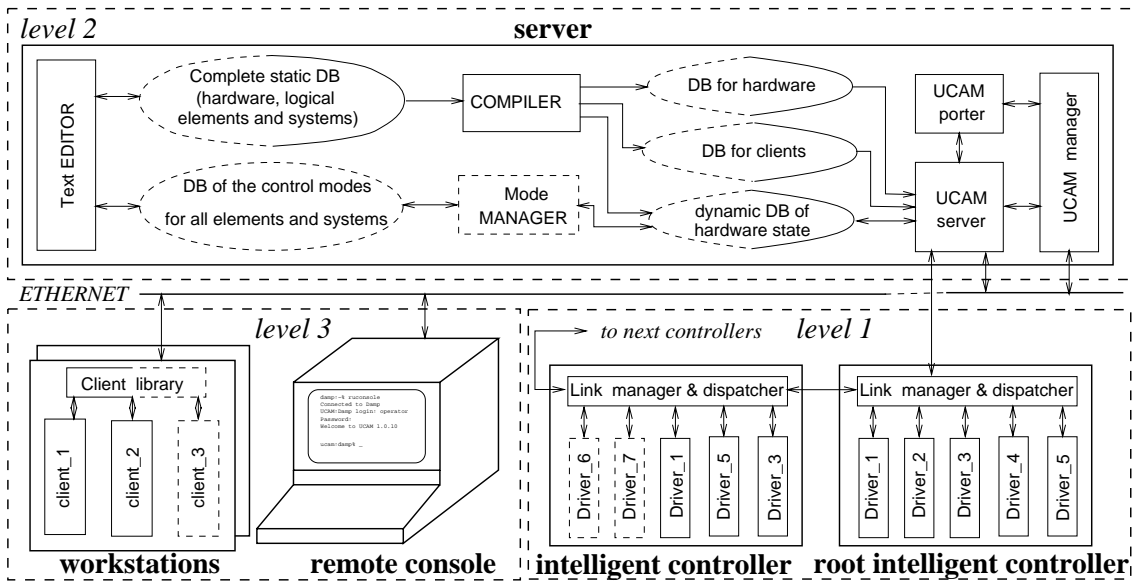 level 2
server
Text EDITOR
Complete static DB
(hardware, logical
elements and systems)
COMPILER
DB for hardware
UCAM
porter
UCAM manager
DB for clients
DB of the control modes
for all elements and systems
Mode
MANAGER
dynamic DB of
hardware state
UCAM
server
ETHERNET
level 3
Client library
client_1
client_2
client_3
workstations
damp:~% ruconsole
Connected to Damp
UCAM:Damp login: operator
Password:
Welcome to UCAM 1.0.10
ucam:damp% _
remote console
to next controllers
level 1
Link manager & dispatcher
Driver_6
Driver_7
Driver_1
Driver_5
Driver_3
intelligent controller
Link manager & dispatcher
Driver_1
Driver_2
Driver_3
Driver_4
Driver_5
root intelligent controller